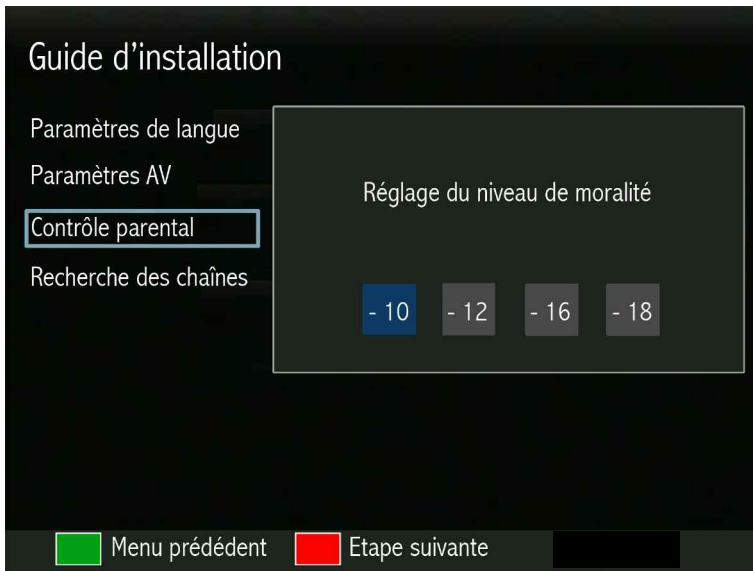 Guide d'installation
Paramètres de langue
Paramètres AV
Contrôle parental
Recherche des chaînes
Réglage du niveau de moralité
- 10 - 12 - 16 - 18
Menu prédédent Etape suivante